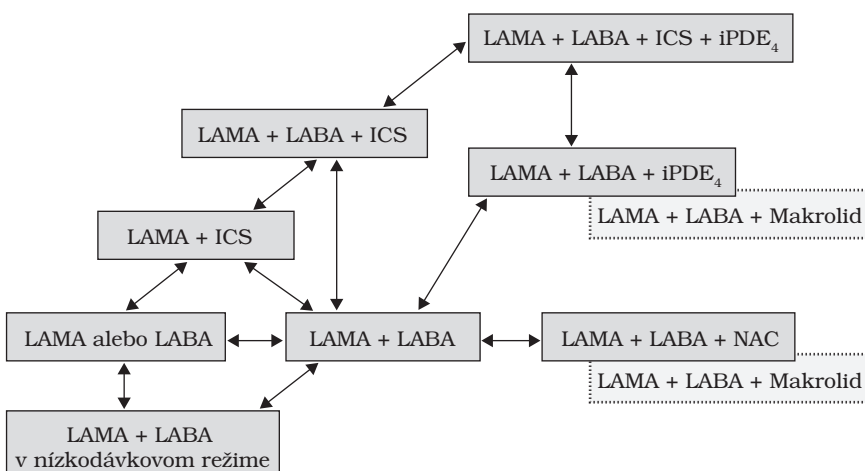 LAMA + LABA + ICS + iPDE₄
LAMA + LABA + ICS
LAMA + LABA + iPDE₄
LAMA + LABA + Makrolid
LAMA + ICS
LAMA alebo LABA
LAMA + LABA
LAMA + LABA + NAC
LAMA + LABA + Makrolid
LAMA + LABA
v nízkodávkovom režime